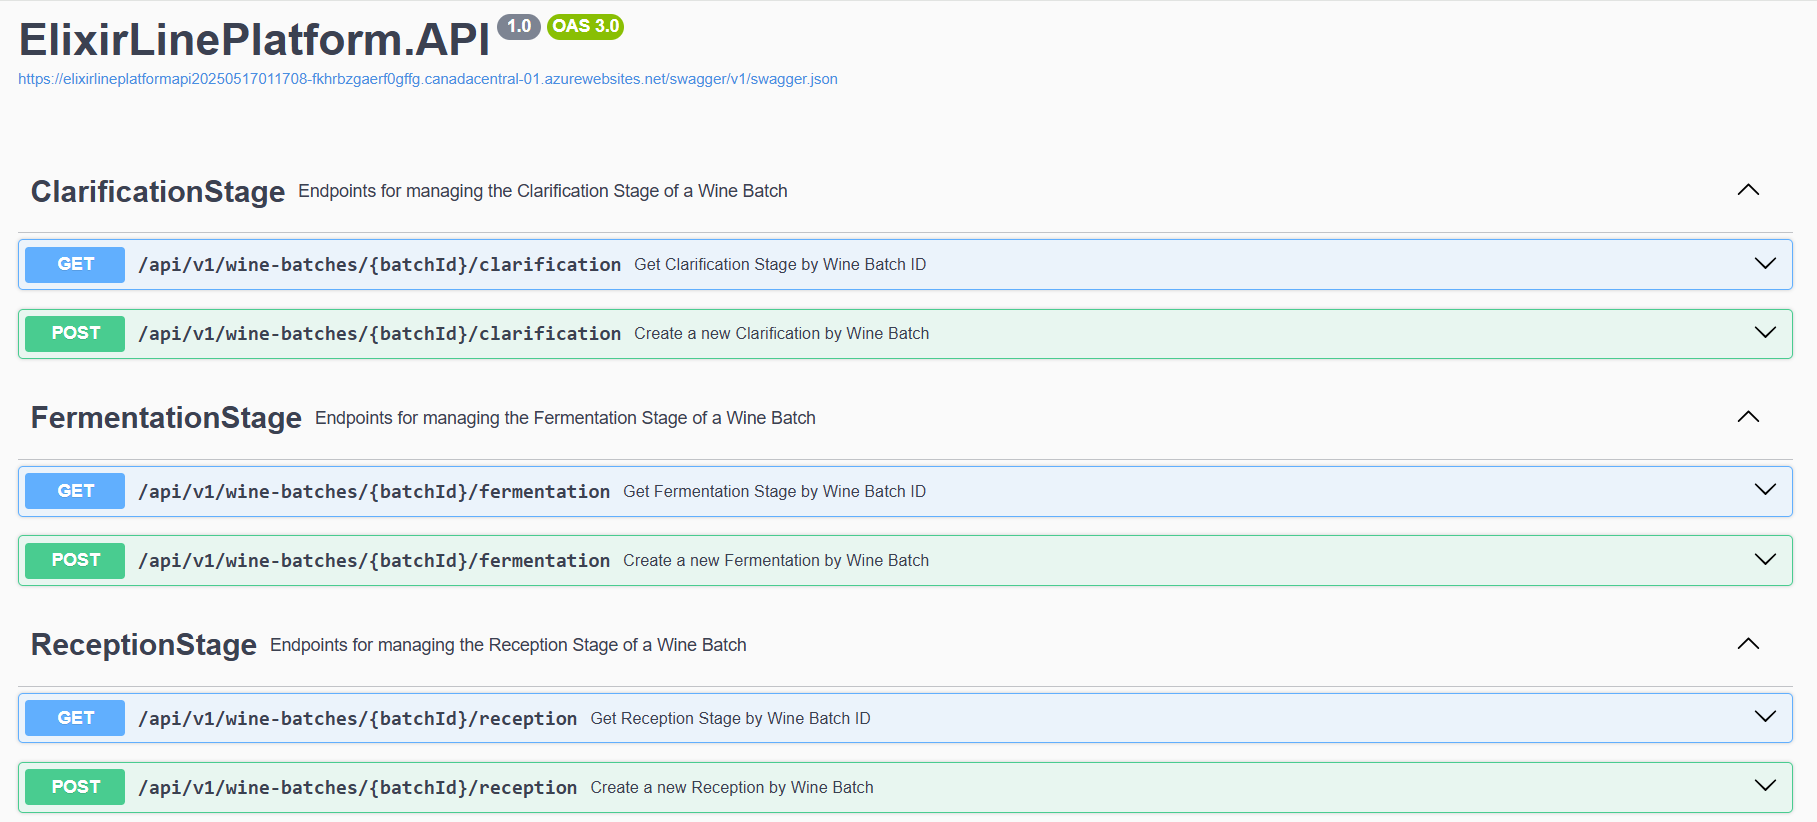 ElixirLinePlatform.API 1.0 OAS 3.0
https://elixirlineplatformapi20250517011708-fkhrbzgaerf0gffg.canadacentral-01.azurewebsites.net/swagger/v1/swagger.json
ClarificationStage Endpoints for managing the Clarification Stage of a Wine Batch
GET /api/v1/wine-batches/{batchId}/clarification Get Clarification Stage by Wine Batch ID
POST /api/v1/wine-batches/{batchId}/clarification Create a new Clarification by Wine Batch
FermentationStage Endpoints for managing the Fermentation Stage of a Wine Batch
GET /api/v1/wine-batches/{batchId}/fermentation Get Fermentation Stage by Wine Batch ID
POST /api/v1/wine-batches/{batchId}/fermentation Create a new Fermentation by Wine Batch
ReceptionStage Endpoints for managing the Reception Stage of a Wine Batch
GET /api/v1/wine-batches/{batchId}/reception Get Reception Stage by Wine Batch ID
POST /api/v1/wine-batches/{batchId}/reception Create a new Reception by Wine Batch